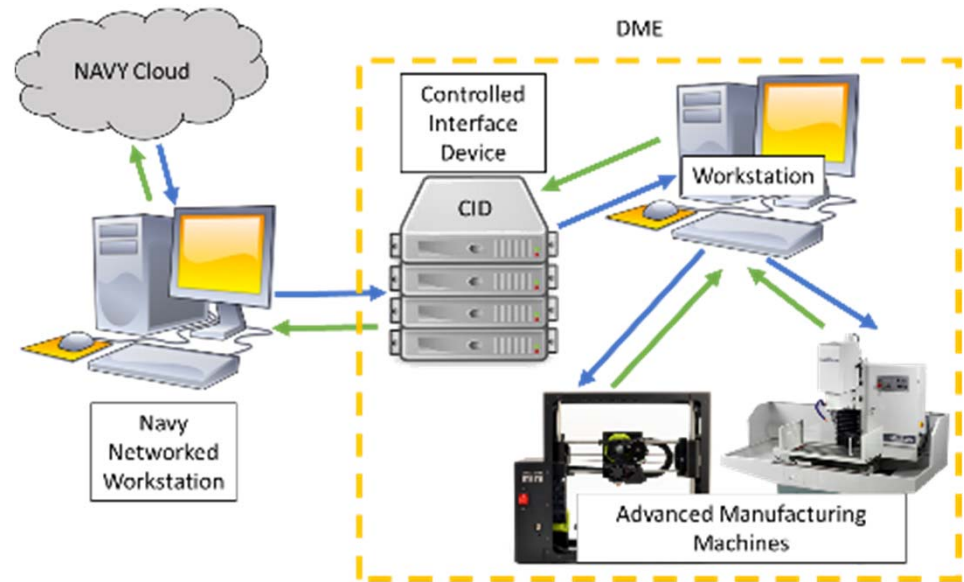 DME
NAVY Cloud
Controlled
Interface
Device
CID
Workstation
Navy
Networked
Workstation
Advanced Manufacturing
Machines